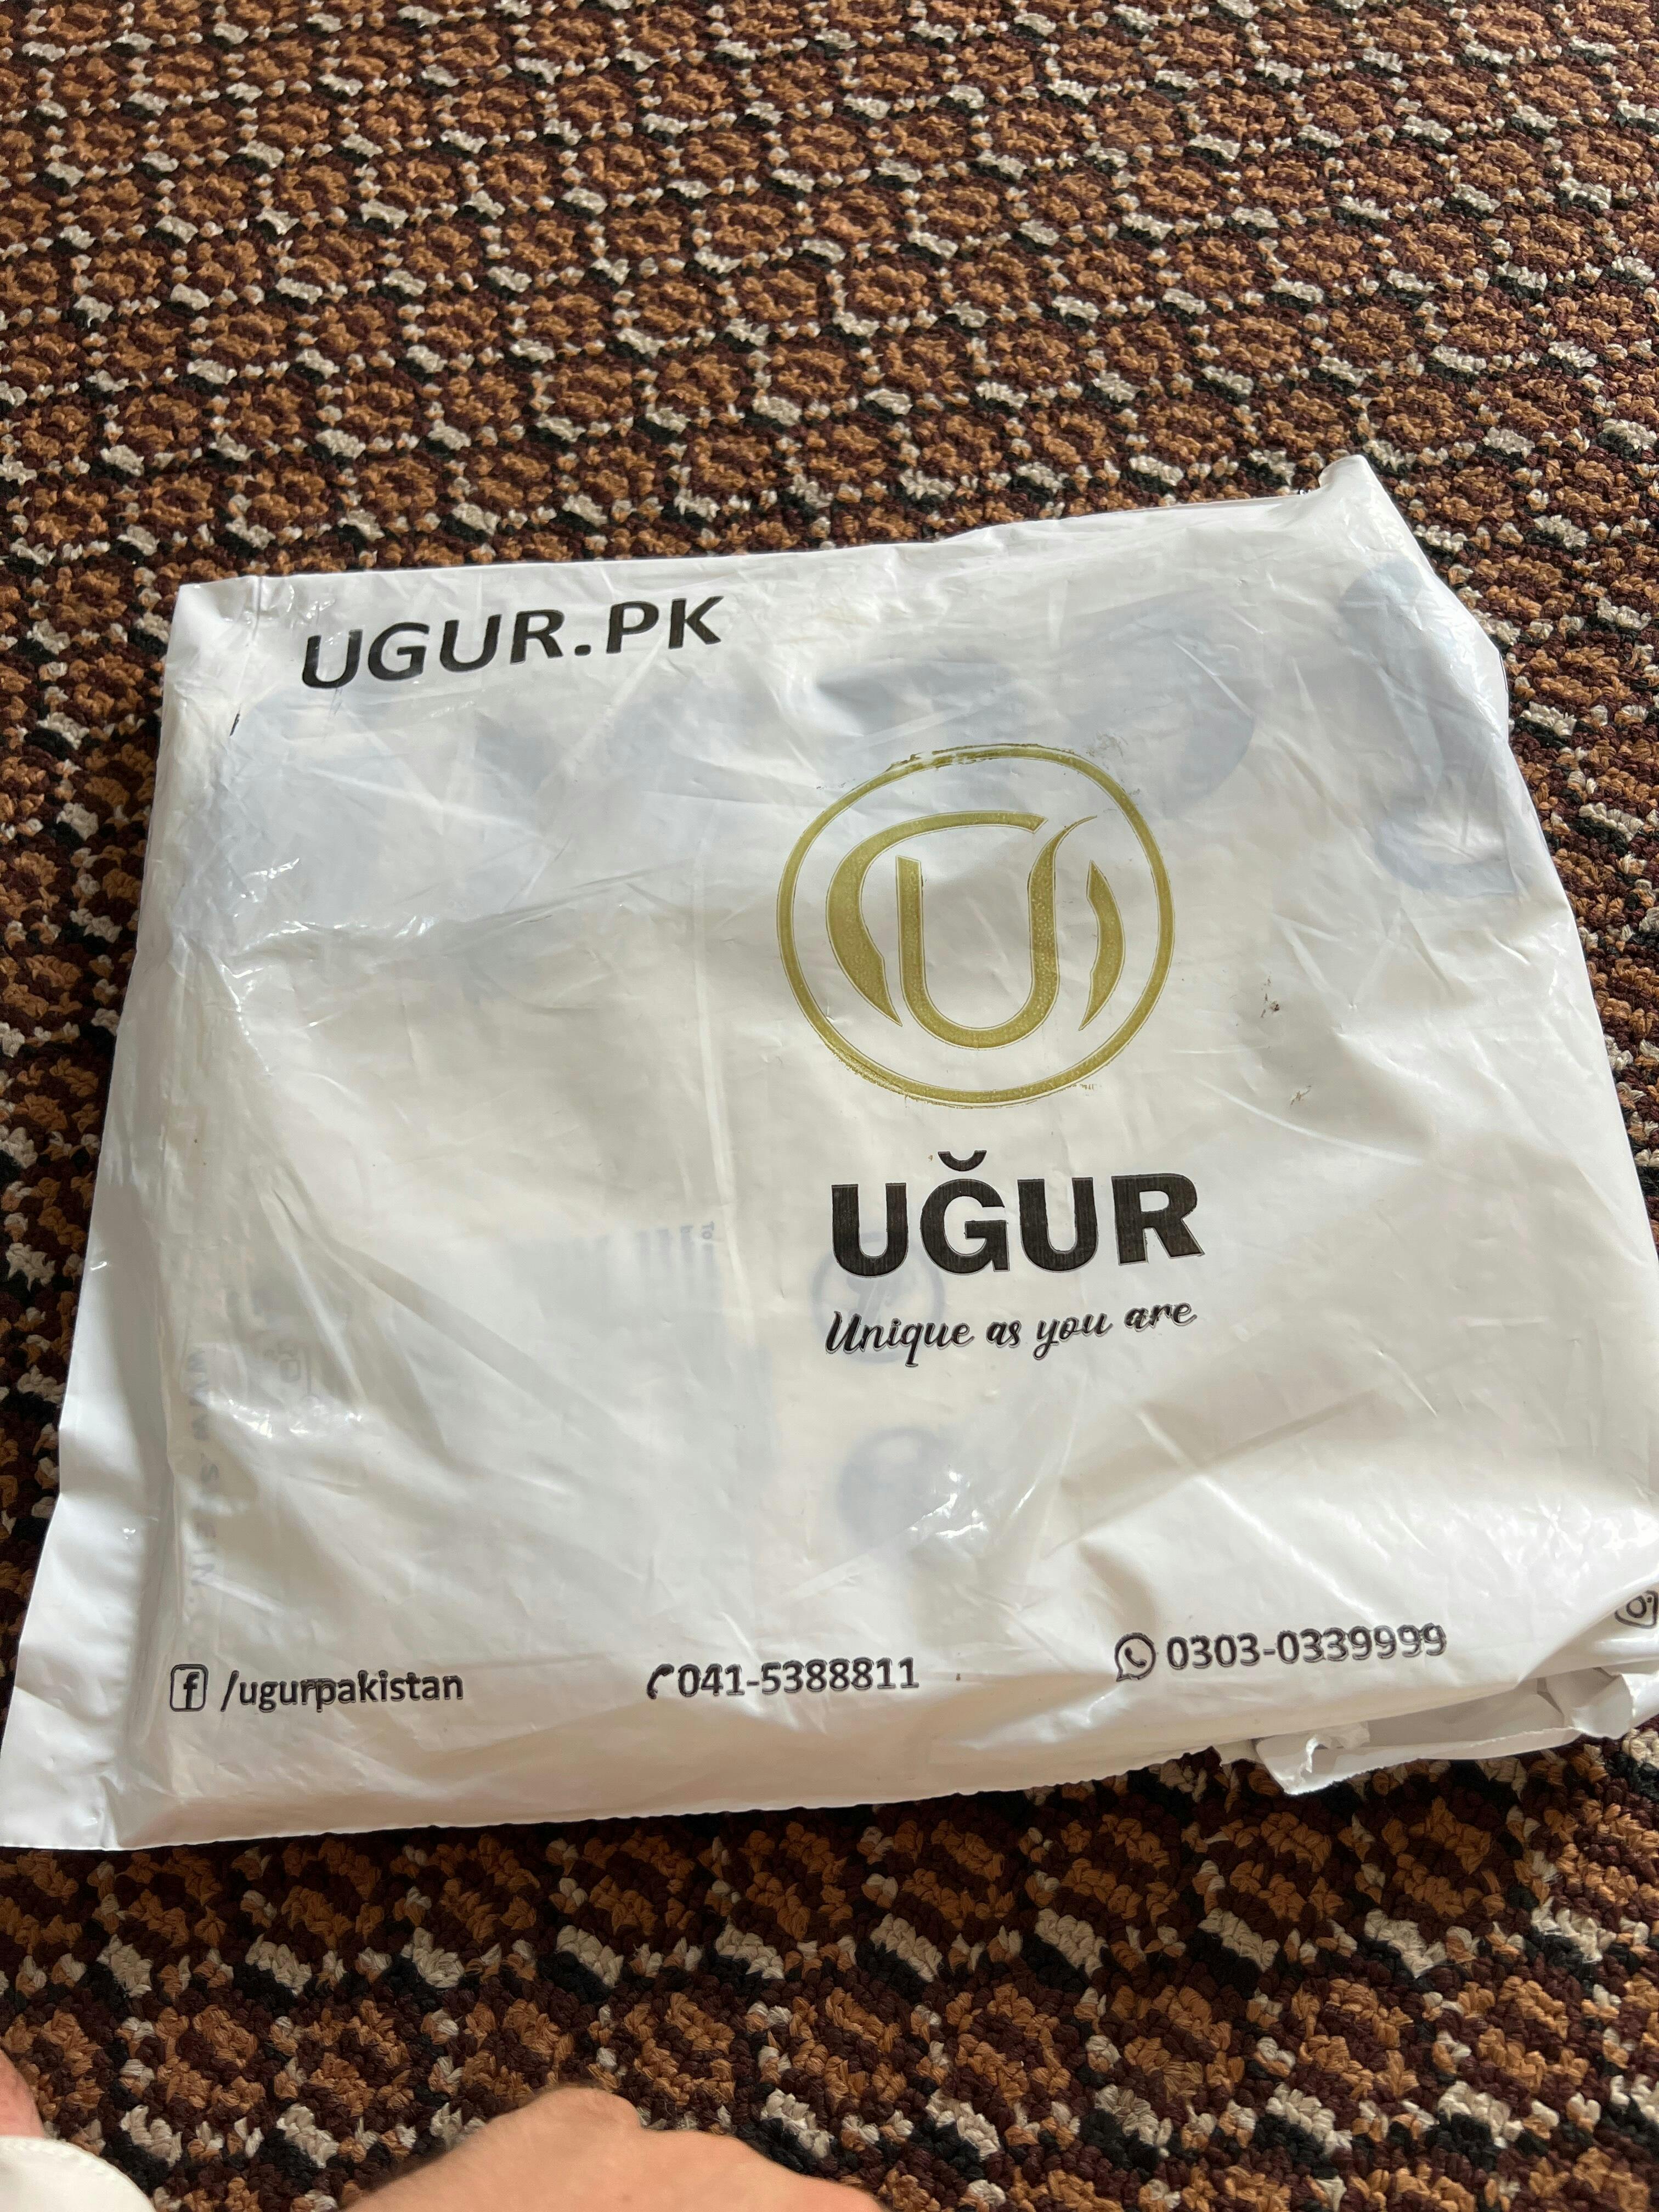 UGUR.PK
UĞUR
Unique as you are
/ugurpakistan
041-5388811
0303-0339999